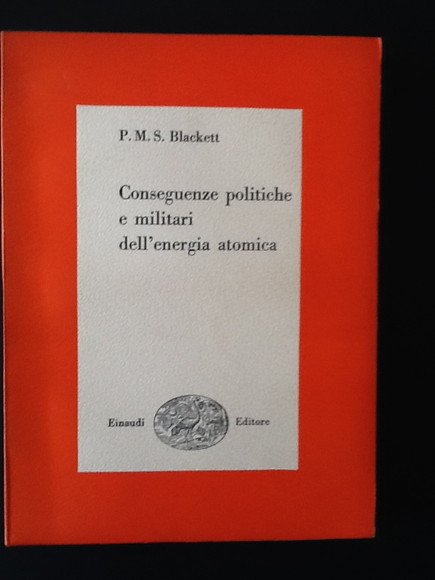 P. M. S. Blackett
Conseguenze politiche
e militari
dell'energia atomica
Einaudi Editore